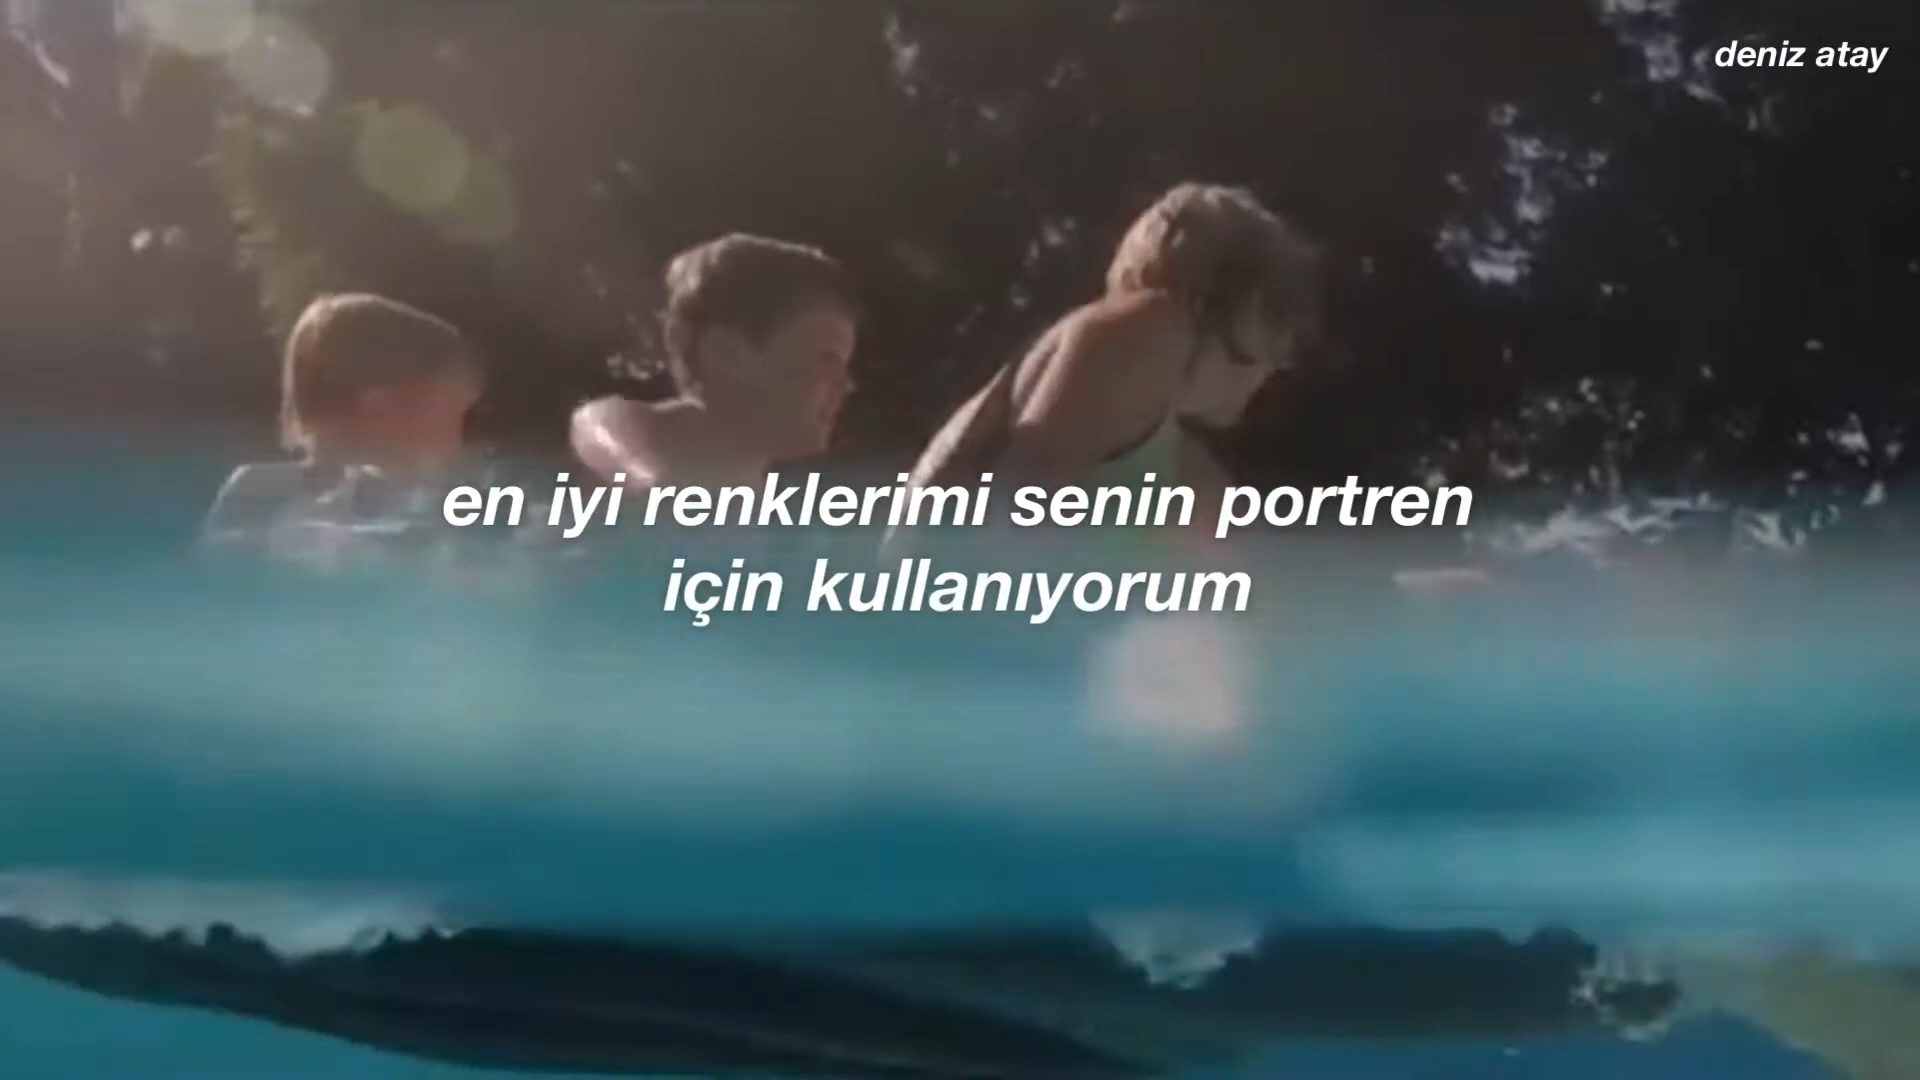 deniz atay
en iyi renklerimi senin portren
için kullanıyorum